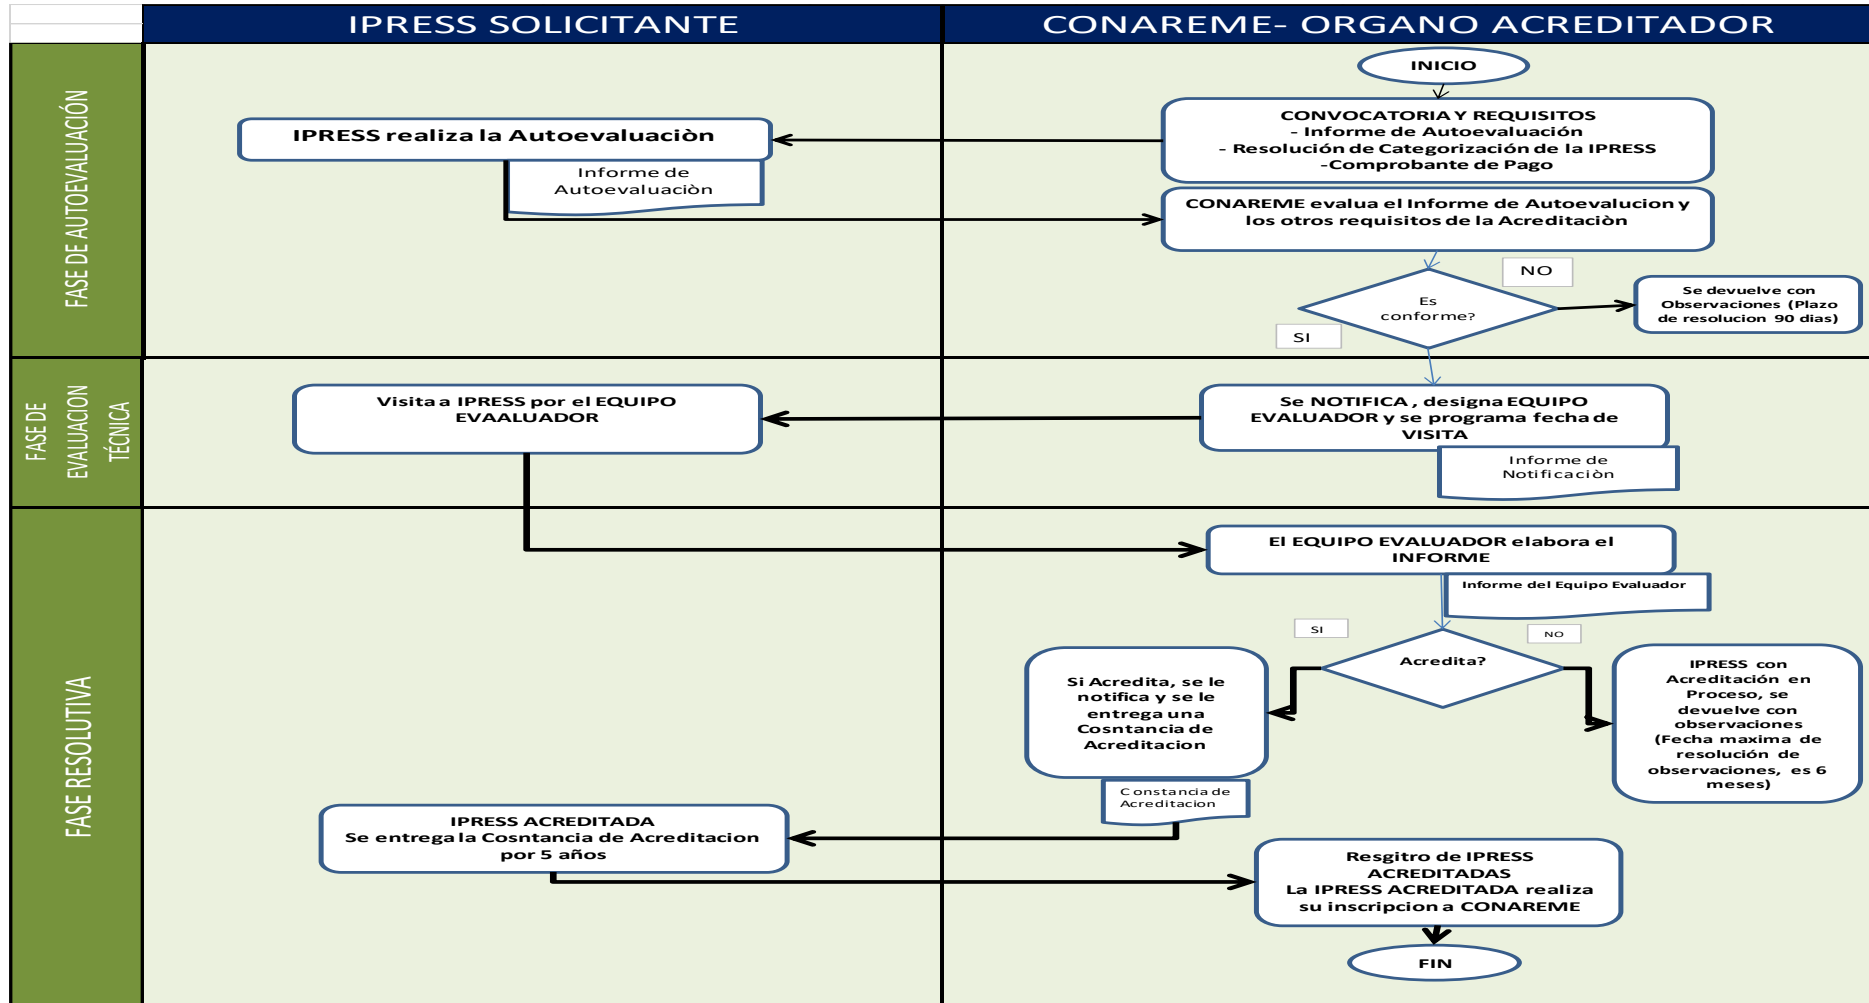 IPRESS SOLICITANTE
CONAREME- ORGANO ACREDITADOR
FASE DE AUTOEVALUACIÓN
INICIO
CONVOCATORIA Y REQUISITOS
- Informe de Autoevaluación
- Resolución de Categorización de la IPRESS
-Comprobante de Pago
IPRESS realiza la Autoevaluaciòn
Informe de
Autoevaluaciòn
CONAREME evalua el Informe de Autoevalucion y
los otros requisitos de la Acreditaciòn
NO
Es
conforme?
Se devuelve con
Observaciones (Plazo
de resolucion 90 dias)
SI
FASE DE
EVALUACION
TÉCNICA
Visita a IPRESS por el EQUIPO
EVAALUADOR
Se NOTIFICA , designa EQUIPO
EVALUADOR y se programa fecha de
VISITA
Informe de
Notificaciòn
FASE RESOLUTIVA
El EQUIPO EVALUADOR elabora el
INFORME
Informe del Equipo Evaluador
SI
NO
Acredita?
Si Acredita, se le
notifica y se le
entrega una
Cosntancia de
Acreditacion
IPRESS con
Acreditación en
Proceso, se
devuelve con
observaciones
(Fecha maxima de
resolución de
observaciones, es 6
meses)
Constancia de
Acreditacion
IPRESS ACREDITADA
Se entrega la Cosntancia de Acreditacion
por 5 años
Resgitro de IPRESS
ACREDITADAS
La IPRESS ACREDITADA realiza
su inscripcion a CONAREME
FIN